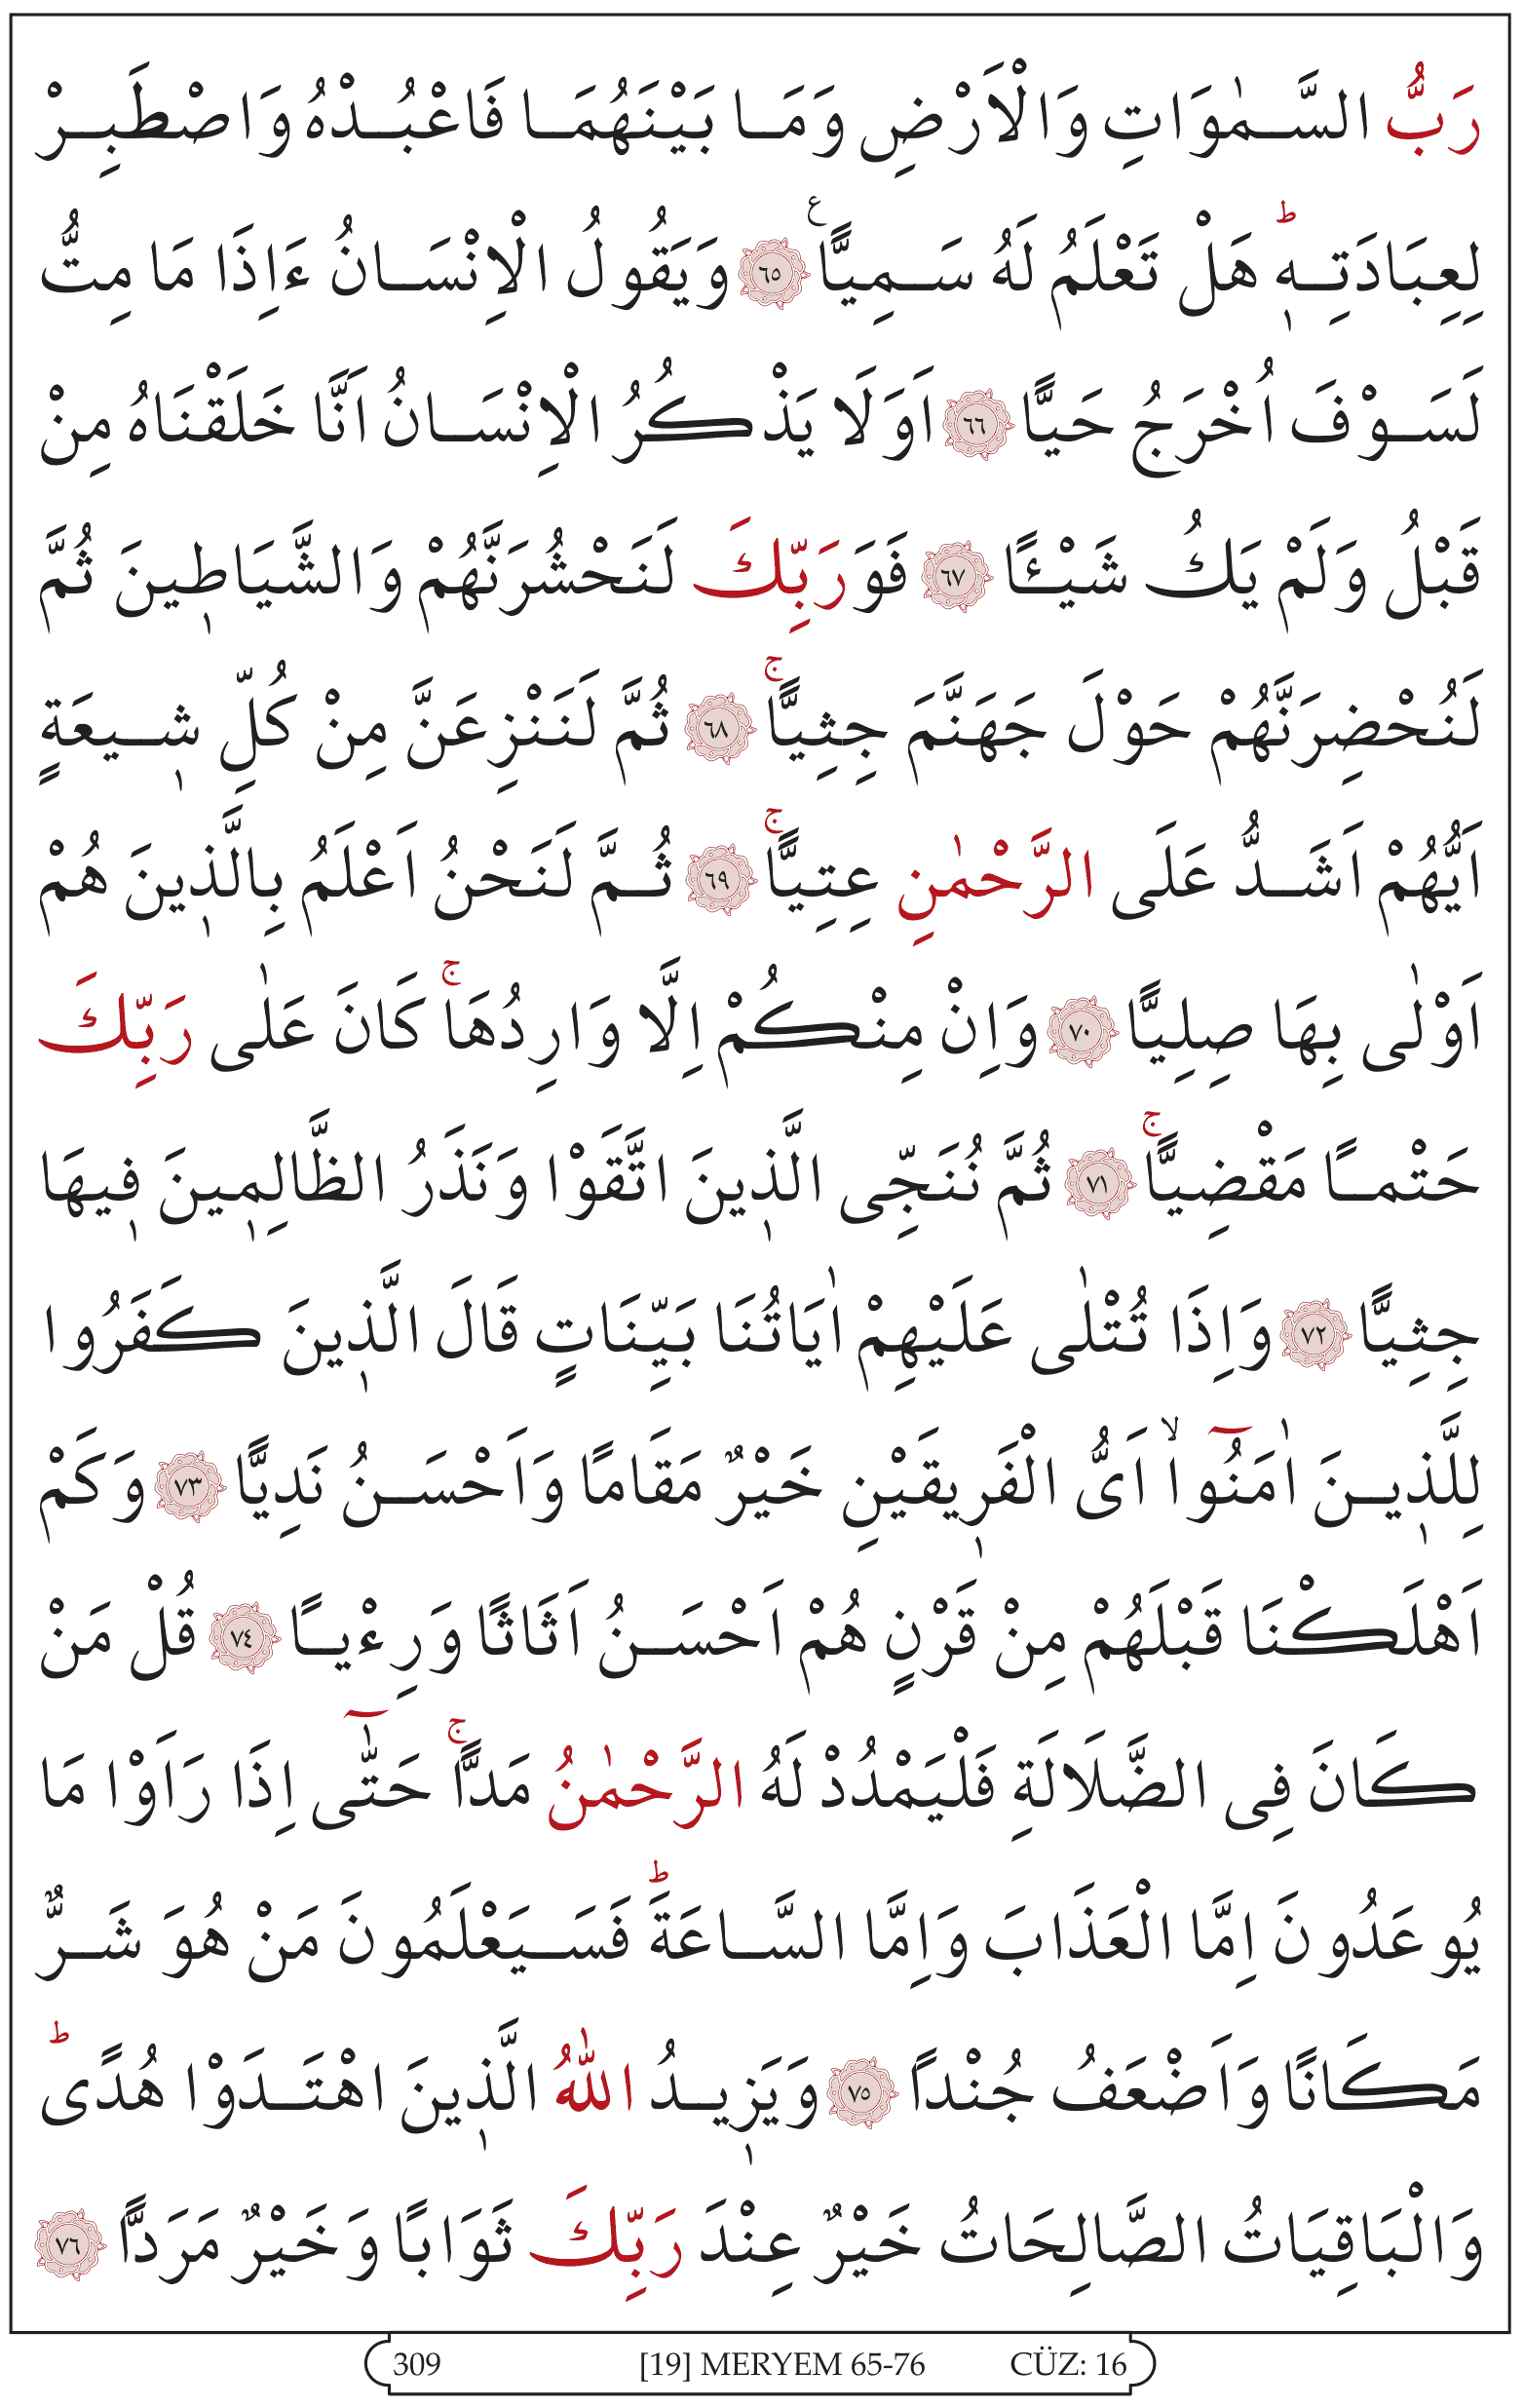 رَبُّ السَّمٰوَاتِ وَالْاَرْضِ وَمَا بَيْنَهُمَا فَاعْبُدْهُ وَاصْطَبِرْ
لِعِبَادَتِهٖؕ هَلْ تَعْلَمُ لَهُ سَمِيًّاࣖ ﴿٦٥﴾ وَيَقُولُ الْاِنْسَانُ ءَاِذَا مَا مِتُّ
لَسَوْفَ اُخْرَجُ حَيًّا ﴿٦٦﴾ اَوَلَا يَذْكُرُ الْاِنْسَانُ اَنَّا خَلَقْنَاهُ مِنْ
قَبْلُ وَلَمْ يَكُ شَيْـًٔا ﴿٦٧﴾ فَوَرَبِّكَ لَنَحْشُرَنَّهُمْ وَالشَّيَاطٖينَ ثُمَّ
لَنُحْضِرَنَّهُمْ حَوْلَ جَهَنَّمَ جِثِيًّاۚ ﴿٦٨﴾ ثُمَّ لَنَنْزِعَنَّ مِنْ كُلِّ شٖيعَةٍ
اَيُّهُمْ اَشَدُّ عَلَى الرَّحْمٰنِ عِتِيًّاۚ ﴿٦٩﴾ ثُمَّ لَنَحْنُ اَعْلَمُ بِالَّذٖينَ هُمْ
اَوْلٰى بِهَا صِلِيًّا ﴿٧٠﴾ وَاِنْ مِنْكُمْ اِلَّا وَارِدُهَاۚ كَانَ عَلٰى رَبِّكَ
حَتْمًا مَقْضِيًّاۚ ﴿٧١﴾ ثُمَّ نُنَجِّى الَّذٖينَ اتَّقَوْا وَنَذَرُ الظَّالِمٖينَ فٖيهَا
جِثِيًّا ﴿٧٢﴾ وَاِذَا تُتْلٰى عَلَيْهِمْ اٰيَاتُنَا بَيِّنَاتٍ قَالَ الَّذٖينَ كَفَرُوا
لِلَّذٖينَ اٰمَنُٓواۙ اَىُّ الْفَرٖيقَيْنِ خَيْرٌ مَقَامًا وَاَحْسَنُ نَدِيًّا ﴿٧٣﴾ وَكَمْ
اَهْلَكْنَا قَبْلَهُمْ مِنْ قَرْنٍ هُمْ اَحْسَنُ اَثَاثًا وَرِءْيًا ﴿٧٤﴾ قُلْ مَنْ
كَانَ فِى الضَّلَالَةِ فَلْيَمْدُدْ لَهُ الرَّحْمٰنُ مَدًّاۚ حَتّٰٓى اِذَا رَاَوْا مَا
يُوعَدُونَ اِمَّا الْعَذَابَ وَاِمَّا السَّاعَةَؕ فَسَيَعْلَمُونَ مَنْ هُوَ شَرٌّ
مَكَانًا وَاَضْعَفُ جُنْدًا ﴿٧٥﴾ وَيَزٖيدُ اللّٰهُ الَّذٖينَ اهْتَدَوْا هُدًىؕ
وَالْبَاقِيَاتُ الصَّالِحَاتُ خَيْرٌ عِنْدَ رَبِّكَ ثَوَابًا وَخَيْرٌ مَرَدًّا ﴿٧٦﴾
309 [19] MERYEM 65-76 CÜZ: 16